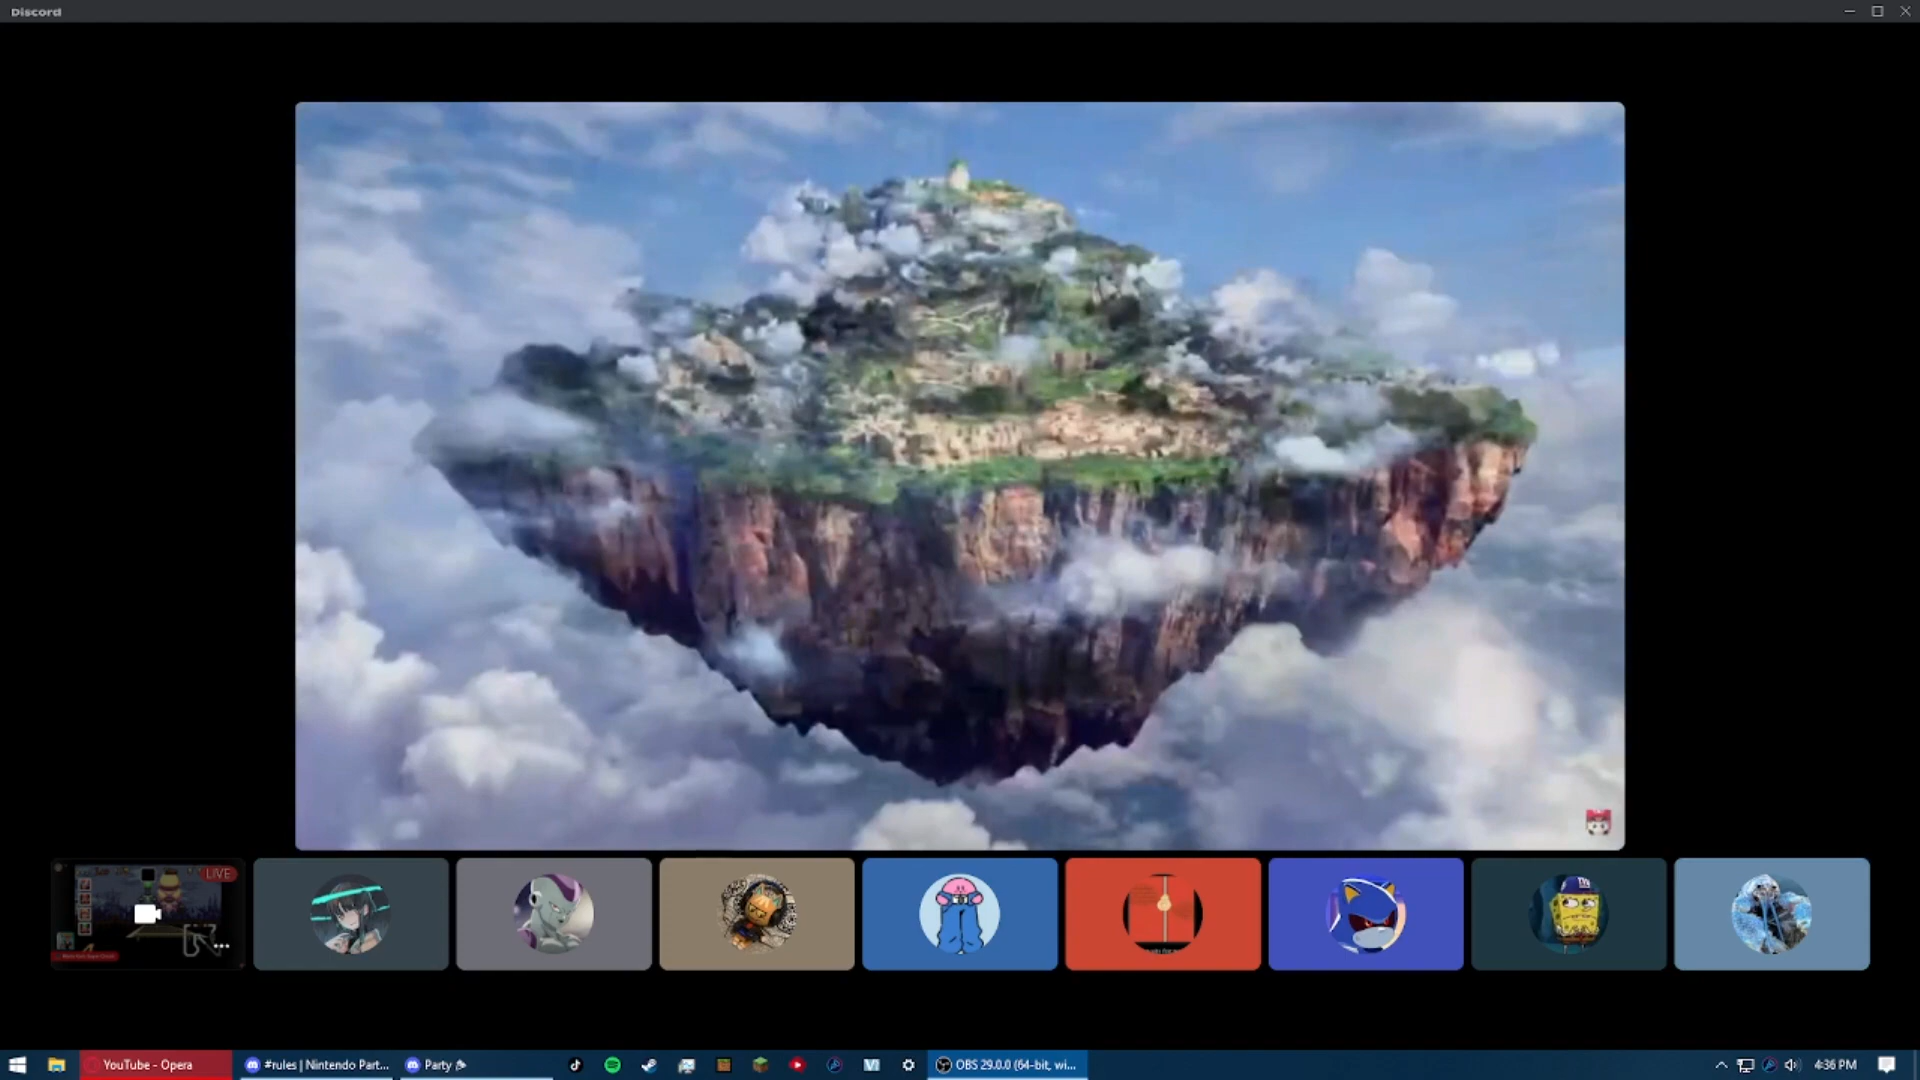 Discord
LIVE
YouTube - Opera
#rules | Nintendo Part...
Party
OBS 29.0.0 (64-bit, wi...
4:36 PM